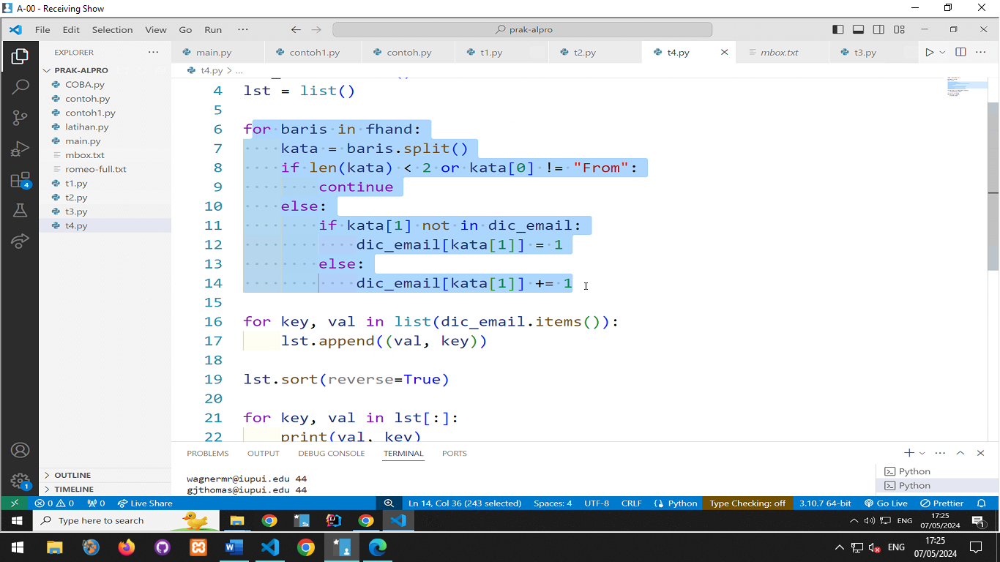 A-00 - Receiving Show
File Edit Selection View Go Run ··· prak-alpro
EXPLORER ···
PRAK-ALPRO
COBA.py
contoh.py
contoh1.py
latihan.py
main.py
mbox.txt
romeo-full.txt
t1.py
t2.py
t3.py
t4.py
OUTLINE
TIMELINE
main.py contoh1.py contoh.py t1.py t2.py t4.py mbox.txt t3.py
t4.py > ...
4 lst = list()
5
6 for baris in fhand:
7 kata = baris.split()
8 if len(kata) < 2 or kata[0] != "From":
9 continue
10 else:
11 if kata[1] not in dic_email:
12 dic_email[kata[1]] = 1
13 else:
14 dic_email[kata[1]] += 1
15
16 for key, val in list(dic_email.items()):
17 lst.append((val, key))
18
19 lst.sort(reverse=True)
20
21 for key, val in lst[:]:
22 print(val, key)
PROBLEMS OUTPUT DEBUG CONSOLE TERMINAL PORTS
wagnermr@iupui.edu 44
gjthomas@iupui.edu 44
Python
Python
4
1
0 0 0 Live Share Ln 14, Col 36 (243 selected) Spaces: 4 UTF-8 CRLF Python Type Checking: off 3.10.7 64-bit Go Live Prettier
Type here to search
ENG
17:25
07/05/2024
1
ENG
17:25
07/05/2024